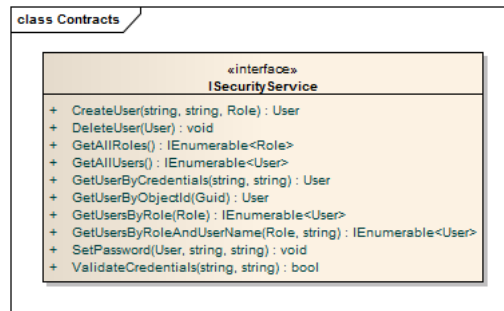 class Contracts
«interface»
ISecurityService
+ CreateUser(string, string, Role) : User
+ DeleteUser(User) : void
+ GetAllRoles() : IEnumerable<Role>
+ GetAllUsers() : IEnumerable<User>
+ GetUserByCredentials(string, string) : User
+ GetUserByObjectId(Guid) : User
+ GetUsersByRole(Role) : IEnumerable<User>
+ GetUsersByRoleAndUserName(Role, string) : IEnumerable<User>
+ SetPassword(User, string, string) : void
+ ValidateCredentials(string, string) : bool